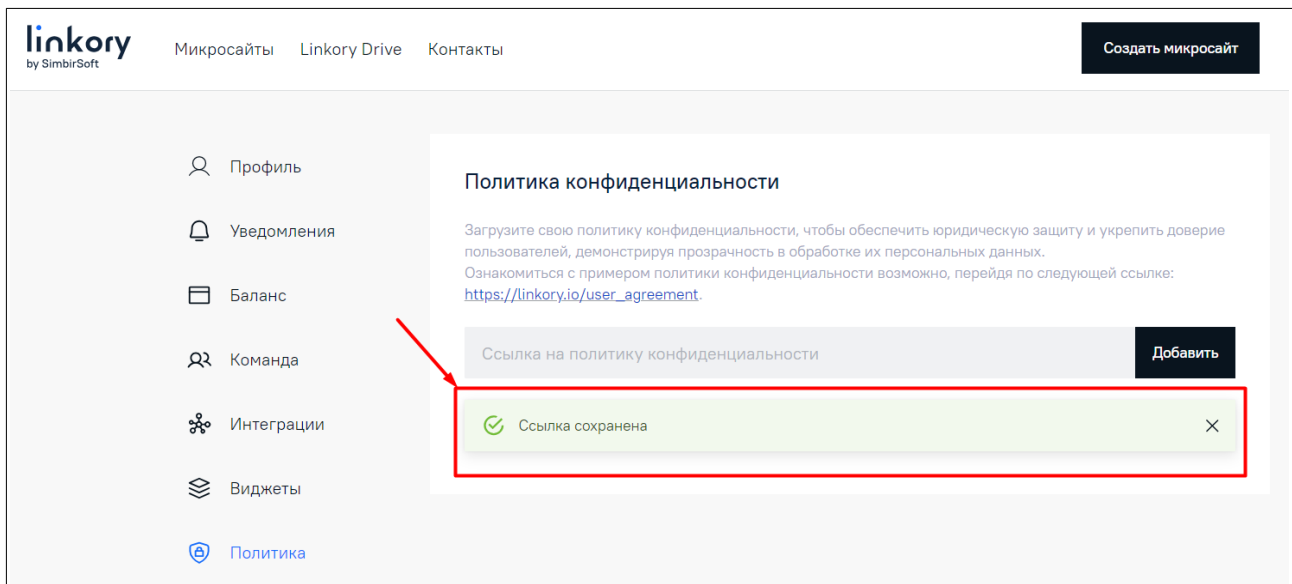 linkory
by SimbirSoft
Микросайты Linkory Drive Контакты
Создать микросайт
Профиль
Уведомления
Баланс
Команда
Интеграции
Виджеты
Политика
Политика конфиденциальности
Загрузите свою политику конфиденциальности, чтобы обеспечить юридическую защиту и укрепить доверие
пользователей, демонстрируя прозрачность в обработке их персональных данных.
Ознакомиться с примером политики конфиденциальности возможно, перейдя по следующей ссылке:
https://linkory.io/user_agreement.
Ссылка на политику конфиденциальности
Добавить
Ссылка сохранена